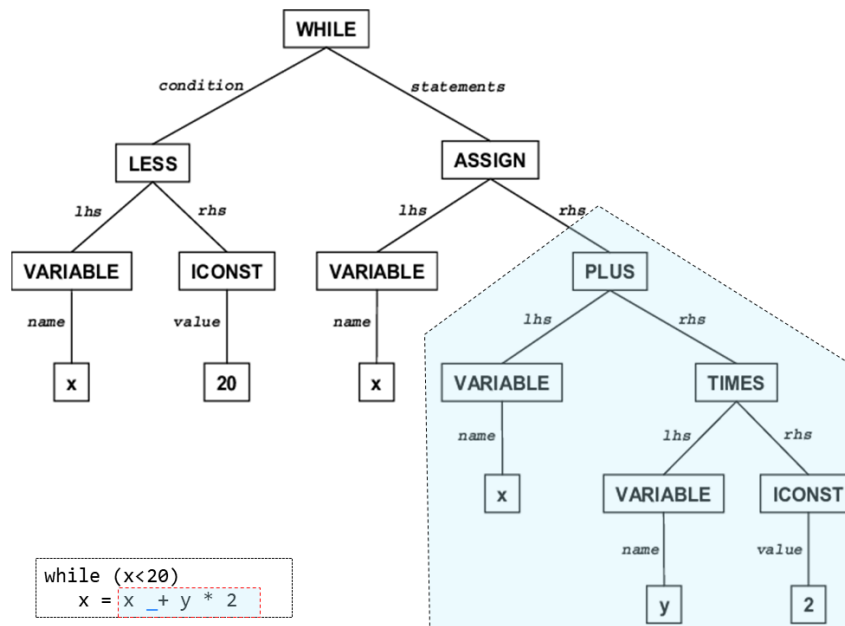 WHILE
condition statements
LESS ASSIGN
lhs rhs lhs rhs
VARIABLE ICONST VARIABLE PLUS
name value name lhs rhs
x 20 x VARIABLE TIMES
name lhs rhs
x VARIABLE ICONST
name value
y 2
while (x<20)
x = x _+ y * 2